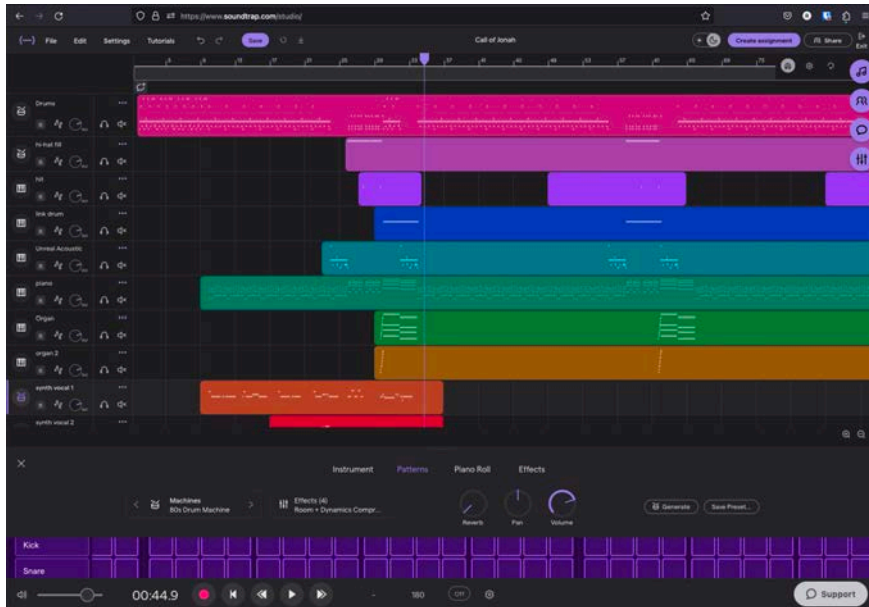 https://www.soundtrap.com/studio/
File Edit Settings Tutorials Save Call of Jonah Create assignment Share Exit
Drums
hi-hat fill
hit
link drum
Unreal Acoustic
piano
Organ
organ 2
synth vocal 1
synth vocal 2
Instrument Patterns Piano Roll Effects
Machines
80s Drum Machine
Effects (4)
Room + Dynamics Compr...
Reverb Pan Volume
Generate Save Preset...
Kick
Snare
00:44.9 - 180 Off Support